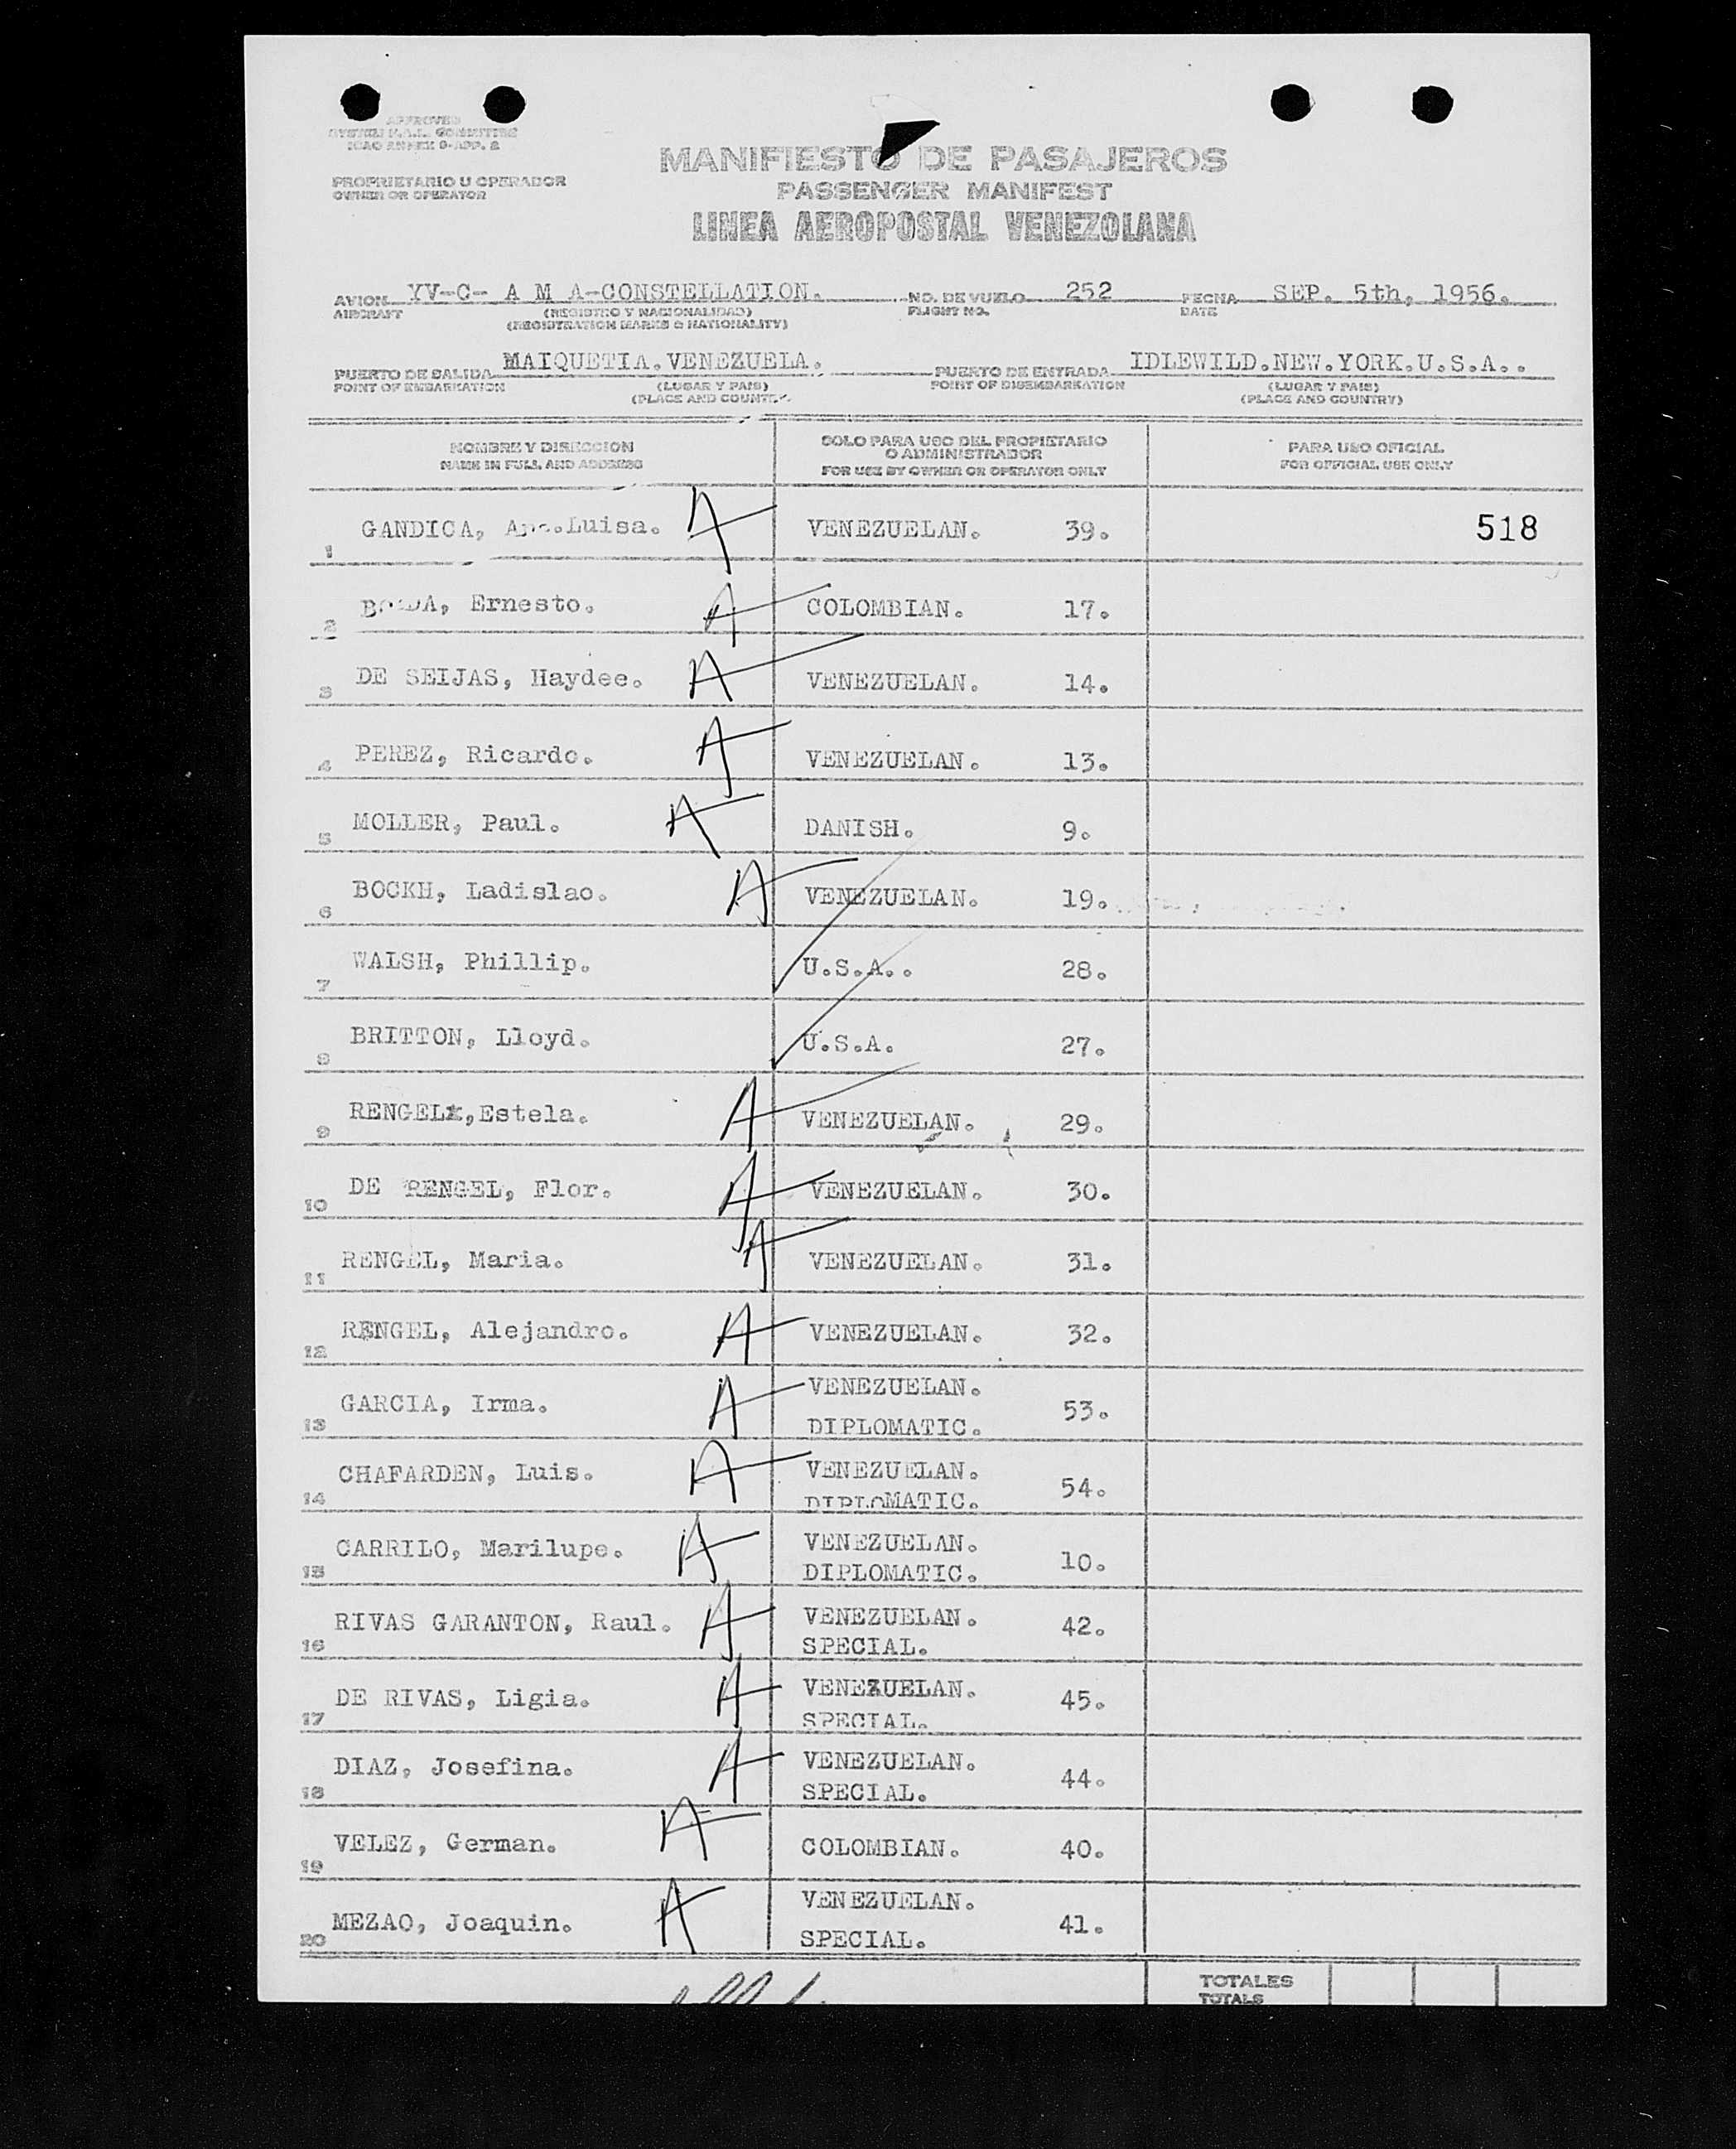 APPROVED
SYSTEM F.A.L. COMMITTEE
ICAO ANNEX 9-APP. 2
PROPRIETARIO U OPERADOR
OWNER OR OPERATOR
MANIFIESTO DE PASAJEROS
PASSENGER MANIFEST
LINEA AEROPOSTAL VENEZOLANA
AVION YV-C- A M A-CONSTELLATION. NO. DE VUELO 252 FECHA SEP. 5th, 1956.
AIRCRAFT (REGISTRO Y NACIONALIDAD) FLIGHT NO. DATE
(REGISTRATION MARKS & NATIONALITY)
PUERTO DE SALIDA MAIQUETIA.VENEZUELA. PUERTO DE ENTRADA IDLEWILD.NEW.YORK.U.S.A..
POINT OF EMBARKATION (LUGAR Y PAIS) POINT OF DISEMBARKATION (LUGAR Y PAIS)
(PLACE AND COUNTRY) (PLACE AND COUNTRY)
NOMBRE Y DIRECCION SOLO PARA USO DEL PROPIETARIO PARA USO OFICIAL
O ADMINISTRADOR
NAME IN FULL AND ADDRESS FOR USE BY OWNER OR OPERATOR ONLY FOR OFFICIAL USE ONLY
1 GANDICA, Luisa. A VENEZUELAN. 39. 518
2 Ernesto. A COLOMBIAN. 17.
3 DE SEIJAS, Haydee. A VENEZUELAN. 14.
4 PEREZ, Ricardo. A VENEZUELAN. 13.
5 MOLLER, Paul. A DANISH. 9.
6 BOCKH, Ladislao. A VENEZUELAN. 19.
7 WALSH, Phillip. U.S.A.. 28.
8 BRITTON, Lloyd. U.S.A. 27.
9 RENGEL, Estela. A VENEZUELAN. 29.
10 DE RENGEL, Flor. A VENEZUELAN. 30.
11 RENGEL, Maria. A VENEZUELAN. 31.
12 RENGEL, Alejandro. A VENEZUELAN. 32.
13 GARCIA, Irma. A VENEZUELAN. 53.
DIPLOMATIC.
14 CHAFARDEN, Luis. A VENEZUELAN. 54.
DIPLOMATIC.
15 CARRILO, Marilupe. A VENEZUELAN. 10.
DIPLOMATIC.
16 RIVAS GARANTON, Raul. A VENEZUELAN. 42.
SPECIAL.
17 DE RIVAS, Ligia. A VENEZUELAN. 45.
SPECIAL.
18 DIAZ, Josefina. A VENEZUELAN. 44.
SPECIAL.
19 VELEZ, German. A COLOMBIAN. 40.
20 MEZAO, Joaquin. A VENEZUELAN. 41.
SPECIAL.
TOTALES
TOTALS